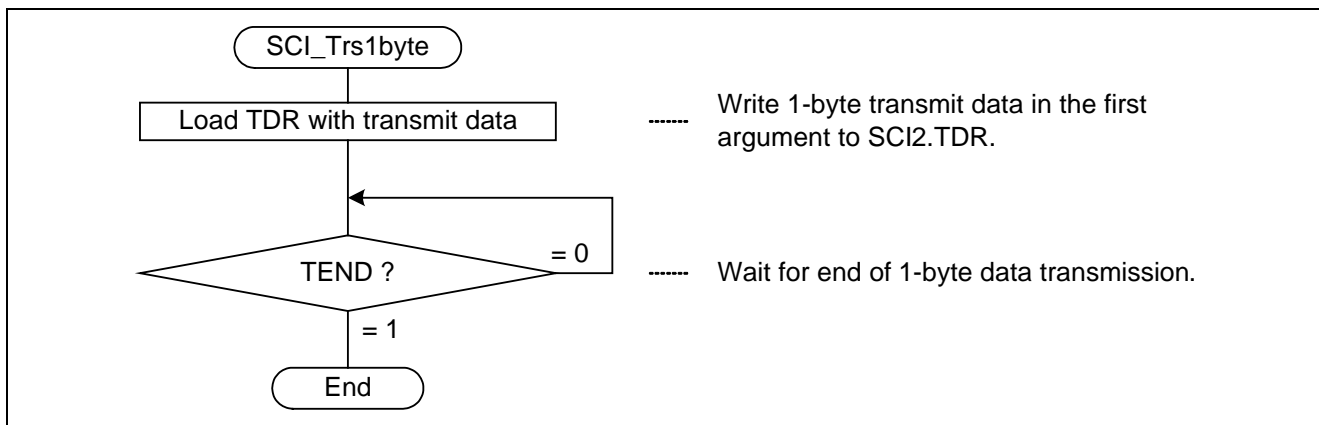 SCI_Trs1byte
Load TDR with transmit data
Write 1-byte transmit data in the first
argument to SCI2.TDR.
= 0
TEND ?
Wait for end of 1-byte data transmission.
= 1
End